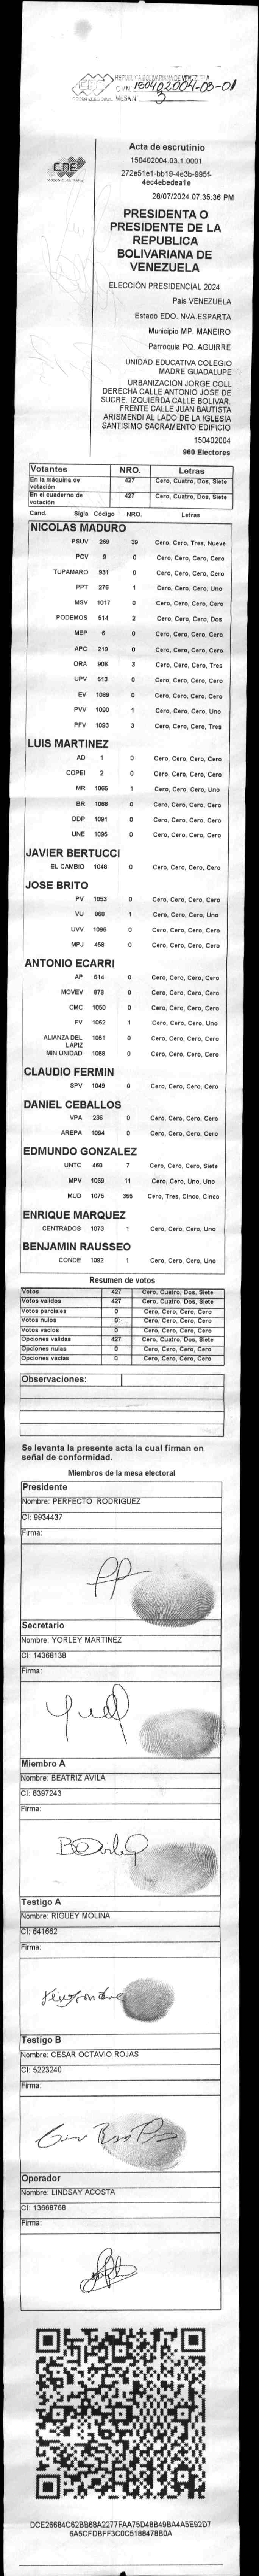 150402004-03-01
CNE
Acta de escrutinio
150402004.03.1.0001
272e51e1-bb19-4e3b-995f-
4ec4ebedea1e
28/07/2024 07:35:36 PM
PRESIDENTA O
PRESIDENTE DE LA
REPUBLICA
BOLIVARIANA DE
VENEZUELA
ELECCIÓN PRESIDENCIAL 2024
Pais VENEZUELA
Estado EDO. NVA.ESPARTA
Municipio MP. MANEIRO
Parroquia PQ. AGUIRRE
UNIDAD EDUCATIVA COLEGIO
MADRE GUADALUPE
URBANIZACION JORGE COLL
DERECHA CALLE ANTONIO JOSE DE
SUCRE. IZQUIERDA CALLE BOLIVAR.
FRENTE CALLE JUAN BAUTISTA
ARISMENDI AL LADO DE LA IGLESIA
SANTISIMO SACRAMENTO EDIFICIO
150402004
960 Electores
Votantes NRO. Letras
En la máquina de votación 427 Cero, Cuatro, Dos, Siete
En el cuaderno de votación 427 Cero, Cuatro, Dos, Siete
Cand. Sigla Código NRO. Letras
NICOLAS MADURO
PSUV 269 39 Cero, Cero, Tres, Nueve
PCV 9 0 Cero, Cero, Cero, Cero
TUPAMARO 931 0 Cero, Cero, Cero, Cero
PPT 276 1 Cero, Cero, Cero, Uno
MSV 1017 0 Cero, Cero, Cero, Cero
PODEMOS 514 2 Cero, Cero, Cero, Dos
MEP 6 0 Cero, Cero, Cero, Cero
APC 219 0 Cero, Cero, Cero, Cero
ORA 906 3 Cero, Cero, Cero, Tres
UPV 513 0 Cero, Cero, Cero, Cero
EV 1089 0 Cero, Cero, Cero, Cero
PVV 1090 1 Cero, Cero, Cero, Uno
PFV 1093 3 Cero, Cero, Cero, Tres
LUIS MARTINEZ
AD 1 0 Cero, Cero, Cero, Cero
COPEI 2 0 Cero, Cero, Cero, Cero
MR 1065 1 Cero, Cero, Cero, Uno
BR 1066 0 Cero, Cero, Cero, Cero
DDP 1091 0 Cero, Cero, Cero, Cero
UNE 1095 0 Cero, Cero, Cero, Cero
JAVIER BERTUCCI
EL CAMBIO 1048 0 Cero, Cero, Cero, Cero
JOSE BRITO
PV 1053 0 Cero, Cero, Cero, Cero
VU 868 1 Cero, Cero, Cero, Uno
UVV 1096 0 Cero, Cero, Cero, Cero
MPJ 458 0 Cero, Cero, Cero, Cero
ANTONIO ECARRI
AP 814 0 Cero, Cero, Cero, Cero
MOVEV 878 0 Cero, Cero, Cero, Cero
CMC 1050 0 Cero, Cero, Cero, Cero
FV 1062 1 Cero, Cero, Cero, Uno
ALIANZA DEL LAPIZ 1051 0 Cero, Cero, Cero, Cero
MIN UNIDAD 1068 0 Cero, Cero, Cero, Cero
CLAUDIO FERMIN
SPV 1049 0 Cero, Cero, Cero, Cero
DANIEL CEBALLOS
VPA 236 0 Cero, Cero, Cero, Cero
AREPA 1094 0 Cero, Cero, Cero, Cero
EDMUNDO GONZALEZ
UNTC 460 7 Cero, Cero, Cero, Siete
MPV 1069 11 Cero, Cero, Uno, Uno
MUD 1075 355 Cero, Tres, Cinco, Cinco
ENRIQUE MARQUEZ
CENTRADOS 1073 1 Cero, Cero, Cero, Uno
BENJAMIN RAUSSEO
CONDE 1092 1 Cero, Cero, Cero, Uno
Resumen de votos
Votos 427 Cero, Cuatro, Dos, Siete
Votos validos 427 Cero, Cuatro, Dos, Siete
Votos parciales 0 Cero, Cero, Cero, Cero
Votos nulos 0 Cero, Cero, Cero, Cero
Votos vacios 0 Cero, Cero, Cero, Cero
Opciones validas 427 Cero, Cuatro, Dos, Siete
Opciones nulas 0 Cero, Cero, Cero, Cero
Opciones vacias 0 Cero, Cero, Cero, Cero
Observaciones:
Se levanta la presente acta la cual firman en
señal de conformidad.
Miembros de la mesa electoral
Presidente
Nombre: PERFECTO RODRIGUEZ
CI: 9934437
Firma:
Secretario
Nombre: YORLEY MARTINEZ
CI: 14368138
Firma:
Miembro A
Nombre: BEATRIZ AVILA
CI: 8397243
Firma:
Testigo A
Nombre: RIGUEY MOLINA
CI: 641662
Firma:
Testigo B
Nombre: CESAR OCTAVIO ROJAS
CI: 5223240
Firma:
Operador
Nombre: LINDSAY ACOSTA
CI: 13668768
Firma:
DCE26684C62BB68A2277FAA75D48B49BA4A5E92D7
6A5CFDBFF3C0C5188478B0A